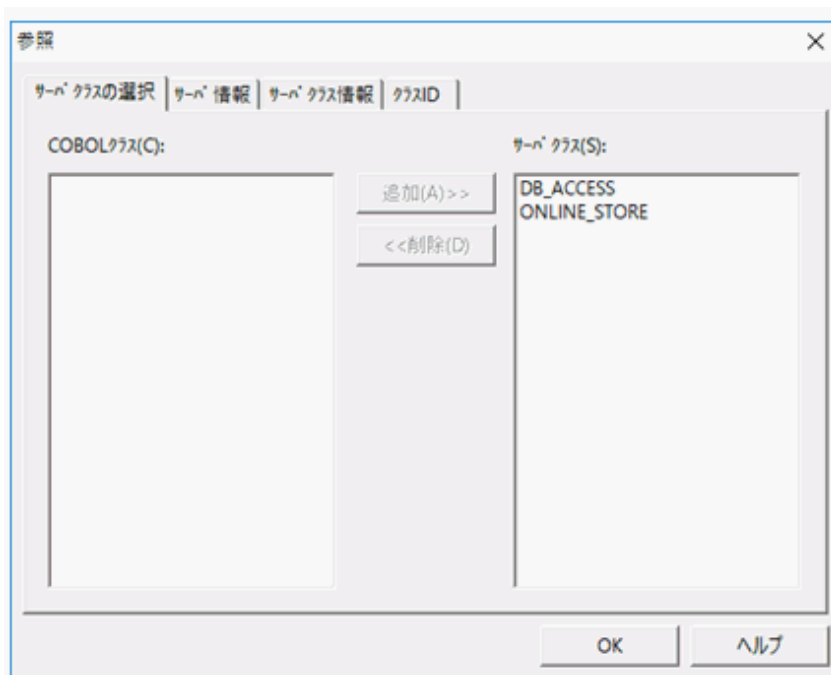 参照
ｻｰﾊﾞｸﾗｽの選択 ｻｰﾊﾞ情報 ｻｰﾊﾞｸﾗｽ情報 ｸﾗｽID
COBOLｸﾗｽ(C):
ｻｰﾊﾞｸﾗｽ(S):
追加(A)>>
<<削除(D)
DB_ACCESS
ONLINE_STORE
OK ヘルプ